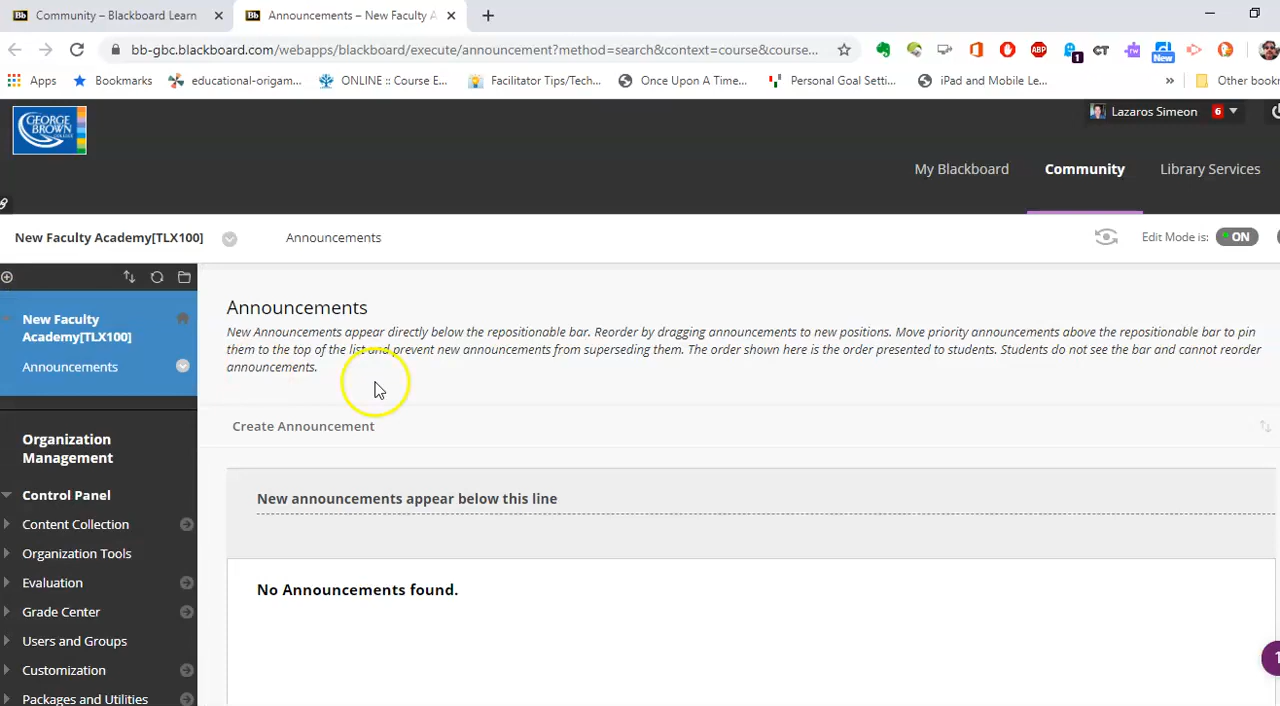 Community – Blackboard Learn
Announcements – New Faculty A
bb-gbc.blackboard.com/webapps/blackboard/execute/announcement?method=search&context=course&course...
ABP
1
CT
rw
New
Apps
Bookmarks
educational-origam...
ONLINE :: Course E...
Facilitator Tips/Tech...
Once Upon A Time...
Personal Goal Setti...
iPad and Mobile Le...
»
Other bookm
GEORGE BROWN COLLEGE
Lazaros Simeon 6
My Blackboard
Community
Library Services
New Faculty Academy[TLX100]
Announcements
Edit Mode is: ON
New Faculty Academy[TLX100]
Announcements
Organization Management
Control Panel
Content Collection
Organization Tools
Evaluation
Grade Center
Users and Groups
Customization
Packages and Utilities
Announcements
New Announcements appear directly below the repositionable bar. Reorder by dragging announcements to new positions. Move priority announcements above the repositionable bar to pin
them to the top of the list and prevent new announcements from superseding them. The order shown here is the order presented to students. Students do not see the bar and cannot reorder
announcements.
Create Announcement
New announcements appear below this line
No Announcements found.
1